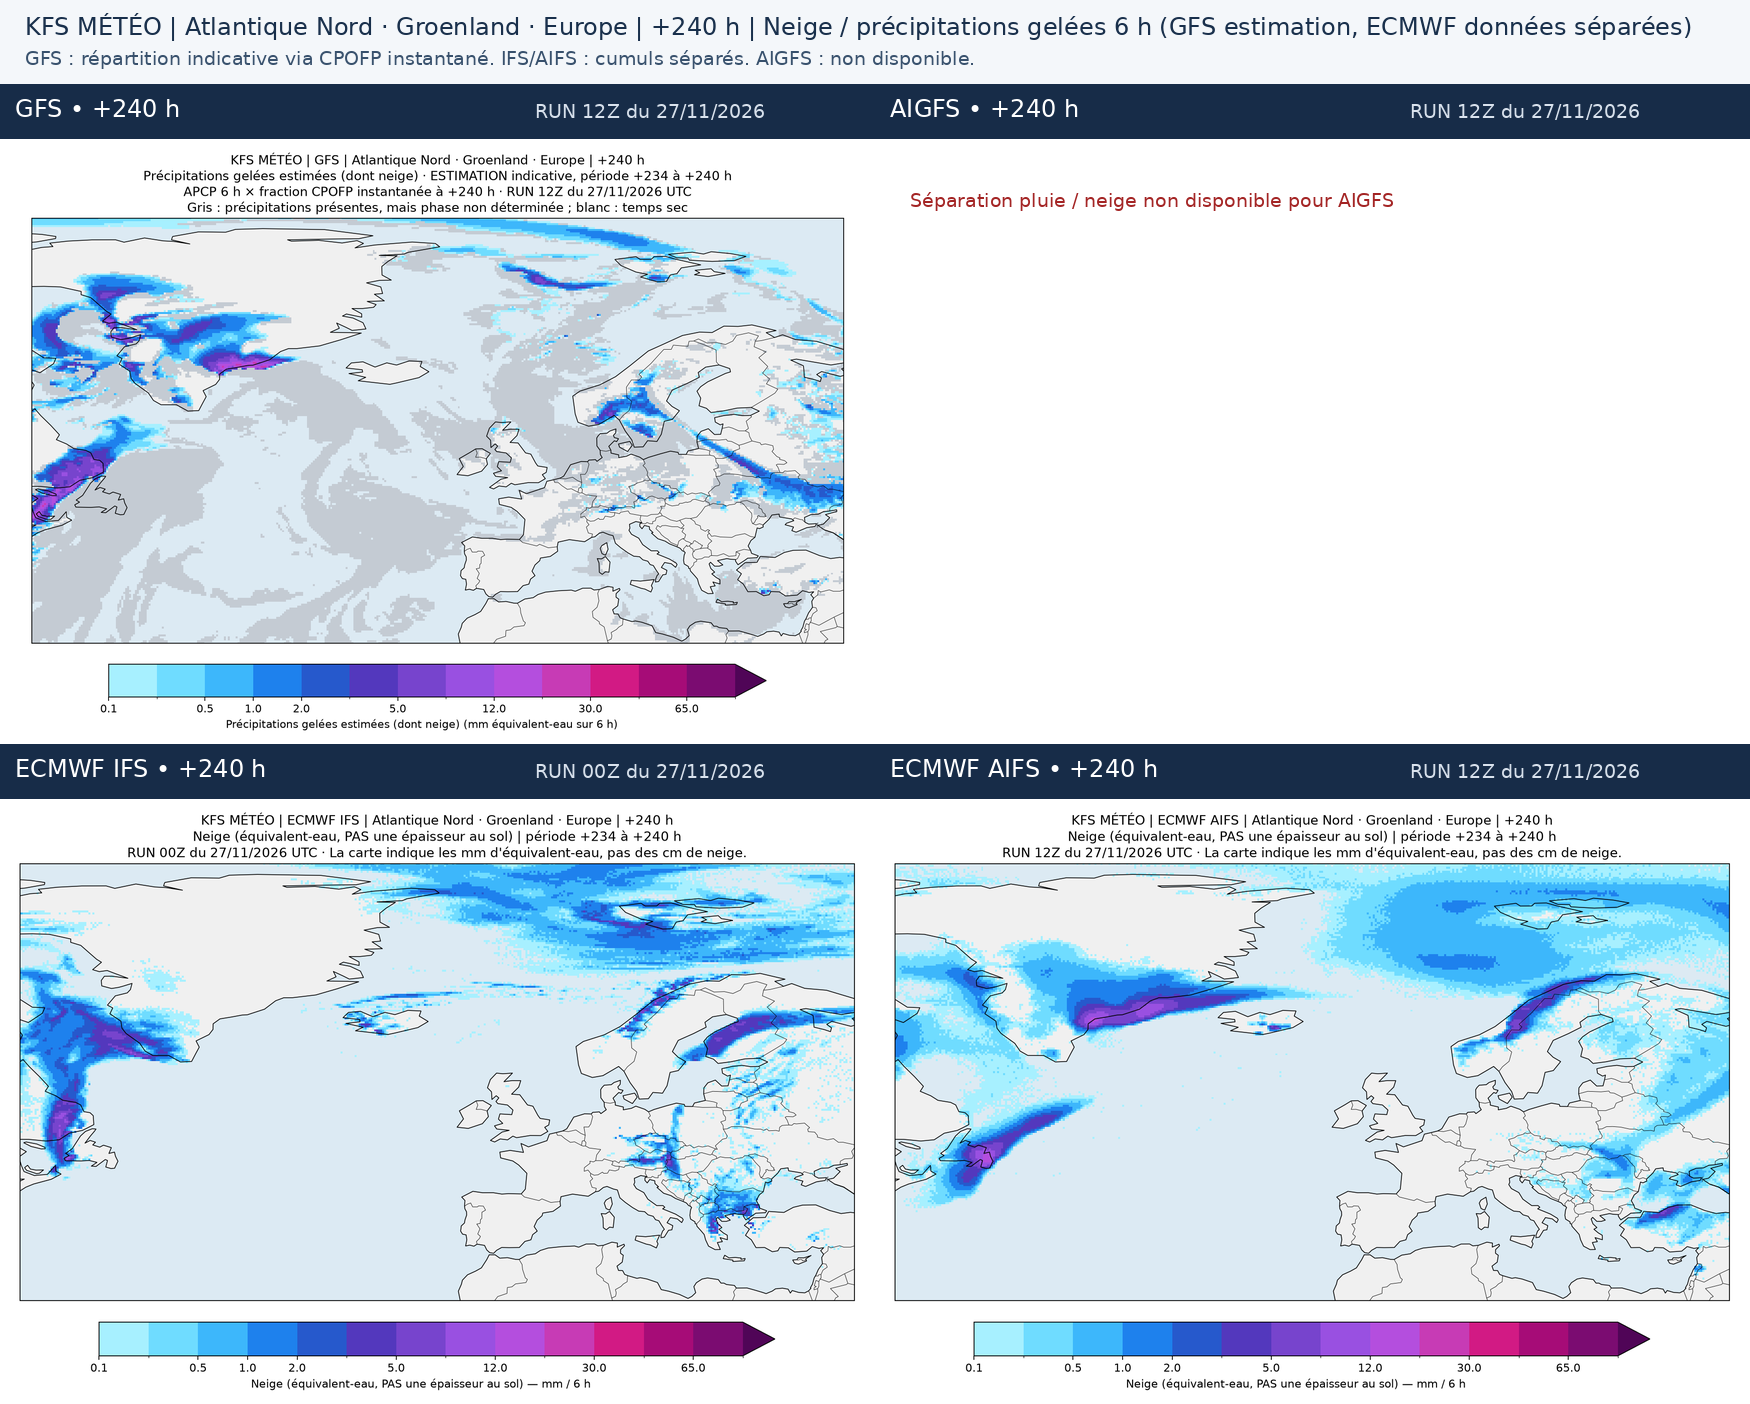 KFS MÉTÉO | Atlantique Nord · Groenland · Europe | +240 h | Neige / précipitations gelées 6 h (GFS estimation, ECMWF données séparées)
GFS : répartition indicative via CPOFP instantané. IFS/AIFS : cumuls séparés. AIGFS : non disponible.
GFS • +240 h
RUN 12Z du 27/11/2026
AIGFS • +240 h
RUN 12Z du 27/11/2026
KFS MÉTÉO | GFS | Atlantique Nord · Groenland · Europe | +240 h
Précipitations gelées estimées (dont neige) · ESTIMATION indicative, période +234 à +240 h
APCP 6 h × fraction CPOFP instantanée à +240 h · RUN 12Z du 27/11/2026 UTC
Gris : précipitations présentes, mais phase non déterminée ; blanc : temps sec
Séparation pluie / neige non disponible pour AIGFS
0.1 0.5 1.0 2.0 5.0 12.0 30.0 65.0
Précipitations gelées estimées (dont neige) (mm équivalent-eau sur 6 h)
ECMWF IFS • +240 h
RUN 00Z du 27/11/2026
ECMWF AIFS • +240 h
RUN 12Z du 27/11/2026
KFS MÉTÉO | ECMWF IFS | Atlantique Nord · Groenland · Europe | +240 h
Neige (équivalent-eau, PAS une épaisseur au sol) | période +234 à +240 h
RUN 00Z du 27/11/2026 UTC · La carte indique les mm d'équivalent-eau, pas des cm de neige.
KFS MÉTÉO | ECMWF AIFS | Atlantique Nord · Groenland · Europe | +240 h
Neige (équivalent-eau, PAS une épaisseur au sol) | période +234 à +240 h
RUN 12Z du 27/11/2026 UTC · La carte indique les mm d'équivalent-eau, pas des cm de neige.
0.1 0.5 1.0 2.0 5.0 12.0 30.0 65.0
Neige (équivalent-eau, PAS une épaisseur au sol) — mm / 6 h
0.1 0.5 1.0 2.0 5.0 12.0 30.0 65.0
Neige (équivalent-eau, PAS une épaisseur au sol) — mm / 6 h